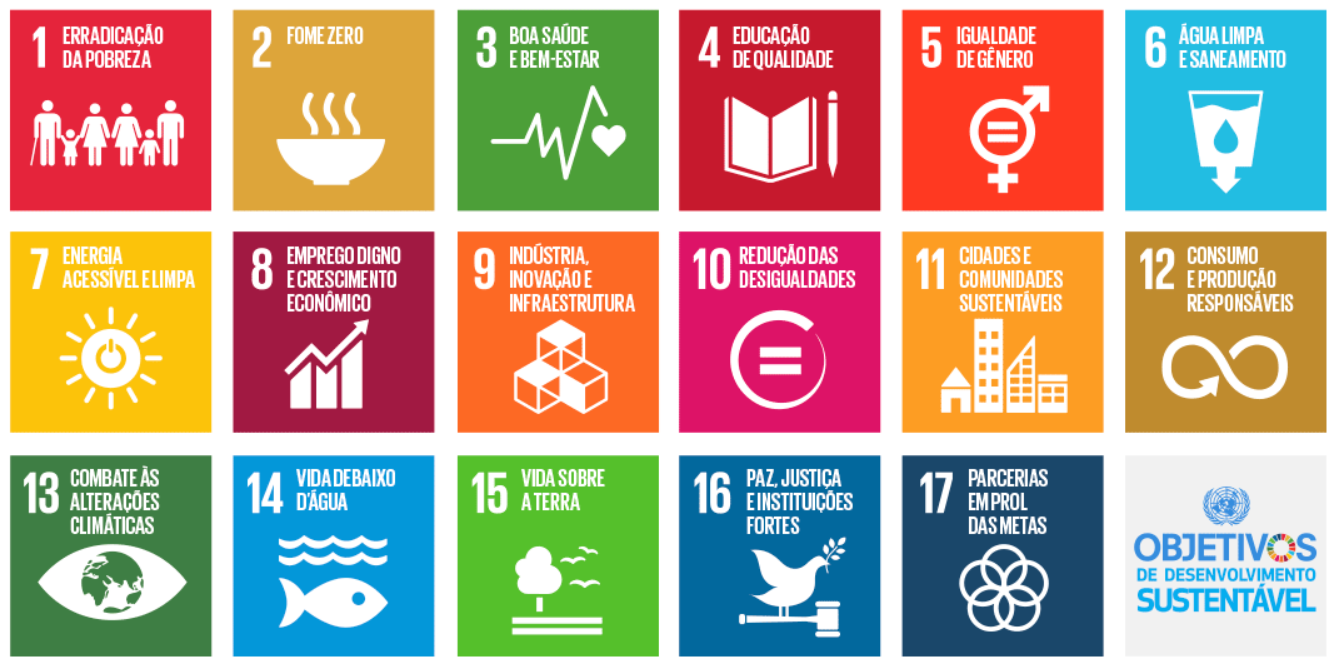 1 ERRADICAÇÃO
DA POBREZA
2 FOME ZERO
3 BOA SAÚDE
E BEM-ESTAR
4 EDUCAÇÃO
DE QUALIDADE
5 IGUALDADE
DE GÊNERO
6 ÁGUA LIMPA
E SANEAMENTO
7 ENERGIA
ACESSÍVEL E LIMPA
8 EMPREGO DIGNO
E CRESCIMENTO
ECONÔMICO
9 INDÚSTRIA,
INOVAÇÃO E
INFRAESTRUTURA
10 REDUÇÃO DAS
DESIGUALDADES
11 CIDADES E
COMUNIDADES
SUSTENTÁVEIS
12 CONSUMO
E PRODUÇÃO
RESPONSÁVEIS
13 COMBATE ÀS
ALTERAÇÕES
CLIMÁTICAS
14 VIDA DEBAIXO
D'ÁGUA
15 VIDA SOBRE
A TERRA
16 PAZ, JUSTIÇA
E INSTITUIÇÕES
FORTES
17 PARCERIAS
EM PROL
DAS METAS
OBJETIVOS
DE DESENVOLVIMENTO
SUSTENTÁVEL